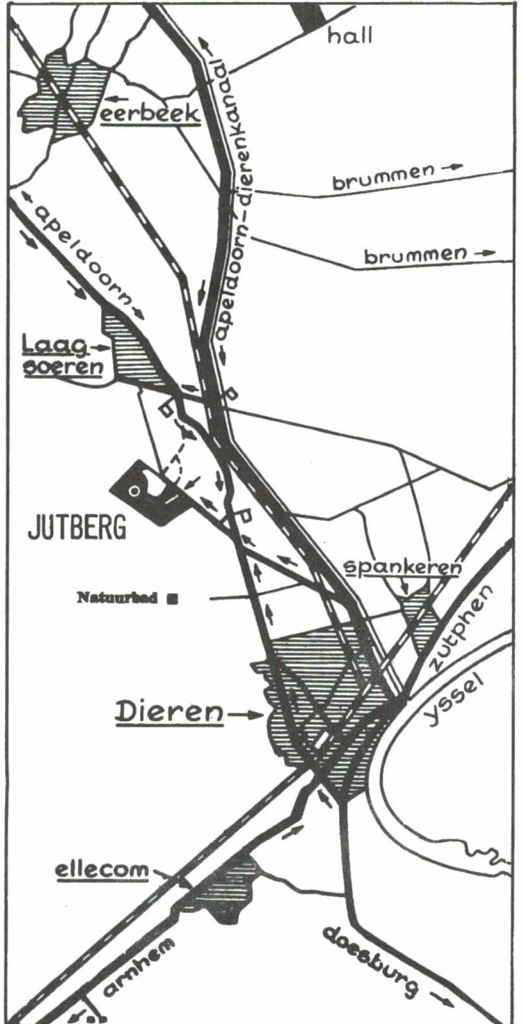 hall
eerbeek
apeldoorn-dierenkanaal
brummen
apeldoorn
brummen
Laag
soeren
JUTBERG
spankeren
Natuurbad
zutphen
yssel
Dieren
ellecom
doesburg
arnhem